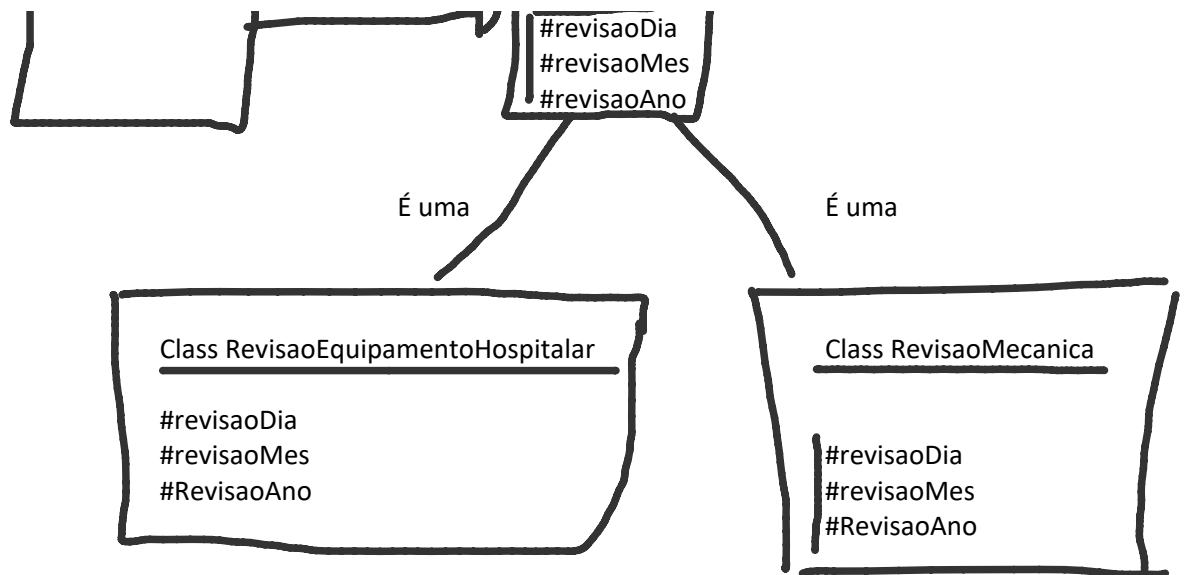 #revisaoDia
#revisaoMes
#revisaoAno
É uma
É uma
Class RevisaoEquipamentoHospitalar
#revisaoDia
#revisaoMes
#RevisaoAno
Class RevisaoMecanica
#revisaoDia
#revisaoMes
#RevisaoAno